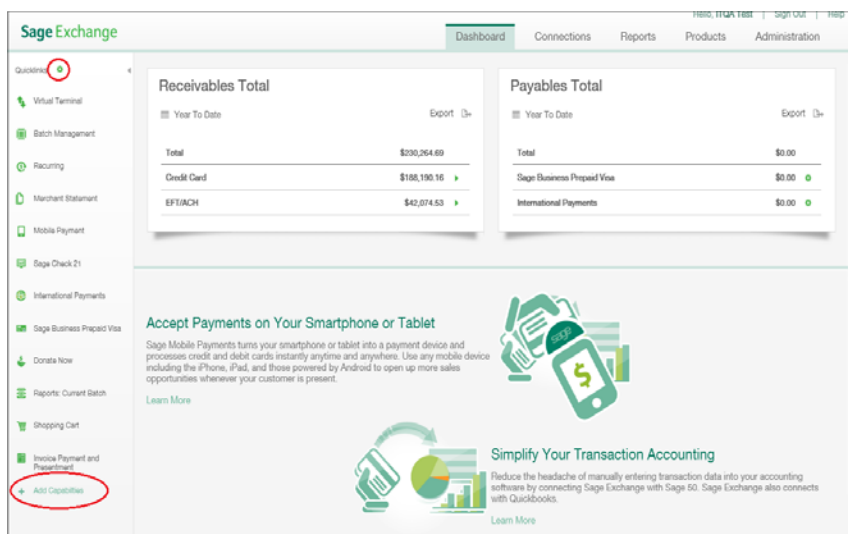 Hello, ITQA Test | Sign Out | Help
Sage Exchange
Dashboard Connections Reports Products Administration
Quicklinks
Virtual Terminal
Batch Management
Recurring
Merchant Statement
Mobile Payment
Sage Check 21
International Payments
Sage Business Prepaid Visa
Donate Now
Reports: Current Batch
Shopping Cart
Invoice Payment and
Presentment
+ Add Capabilities
Receivables Total
Year To Date Export
Total $230,264.69
Credit Card $188,190.16
EFT/ACH $42,074.53
Payables Total
Year To Date Export
Total $0.00
Sage Business Prepaid Visa $0.00
International Payments $0.00
Accept Payments on Your Smartphone or Tablet
Sage Mobile Payments turns your smartphone or tablet into a payment device and
processes credit and debit cards instantly anytime and anywhere. Use any mobile device
including the iPhone, iPad, and those powered by Android to open up more sales
opportunities whenever your customer is present.
Learn More
sage
$
Simplify Your Transaction Accounting
Reduce the headache of manually entering transaction data into your accounting
software by connecting Sage Exchange with Sage 50. Sage Exchange also connects
with Quickbooks.
Learn More